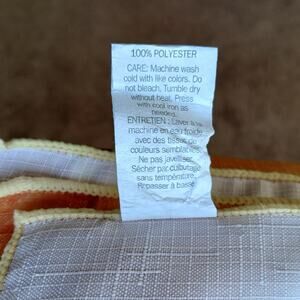 100% POLYESTER
CARE: Machine wash
cold with like colors. Do
not bleach. Tumble dry
without heat. Press
with cool iron as
needed.
ENTRETIEN : Laver à la
machine en eau froide
avec des tissus de
couleurs semblables.
Ne pas javelliser.
Sécher par culbutage
sans température.
Repasser à basse